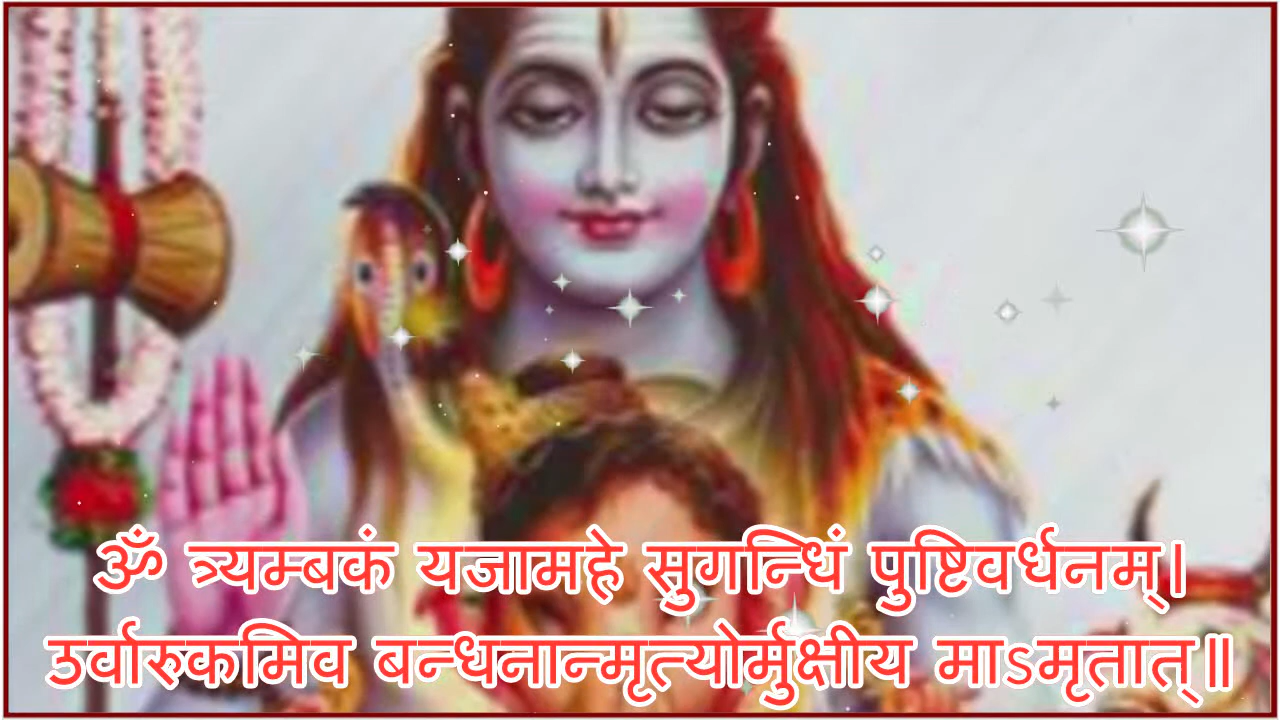 ॐ त्र्यम्बकं यजामहे सुगन्धिं पुष्टिवर्धनम्।
उर्वारुकमिव बन्धनान्मृत्योर्मुक्षीय माऽमृतात्॥